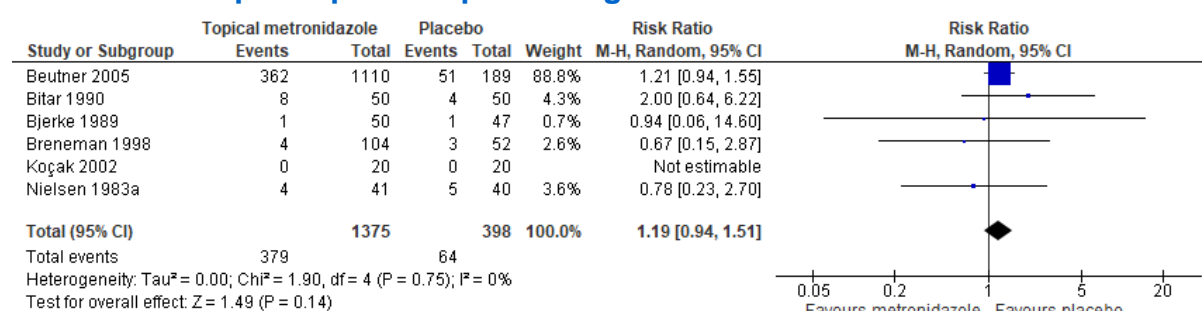 Topical metronidazole Placebo Risk Ratio Risk Ratio
Study or Subgroup Events Total Events Total Weight M-H, Random, 95% CI M-H, Random, 95% CI
Beutner 2005 362 1110 51 189 88.8% 1.21 [0.94, 1.55]
Bitar 1990 8 50 4 50 4.3% 2.00 [0.64, 6.22]
Bjerke 1989 1 50 1 47 0.7% 0.94 [0.06, 14.60]
Breneman 1998 4 104 3 52 2.6% 0.67 [0.15, 2.87]
Koçak 2002 0 20 0 20 Not estimable
Nielsen 1983a 4 41 5 40 3.6% 0.78 [0.23, 2.70]
Total (95% CI) 1375 398 100.0% 1.19 [0.94, 1.51]
Total events 379 64
Heterogeneity: Tau² = 0.00; Chi² = 1.90, df = 4 (P = 0.75); I² = 0%
Test for overall effect: Z = 1.49 (P = 0.14)
0.05 0.2 1 5 20
Favours metronidazole Favours placebo